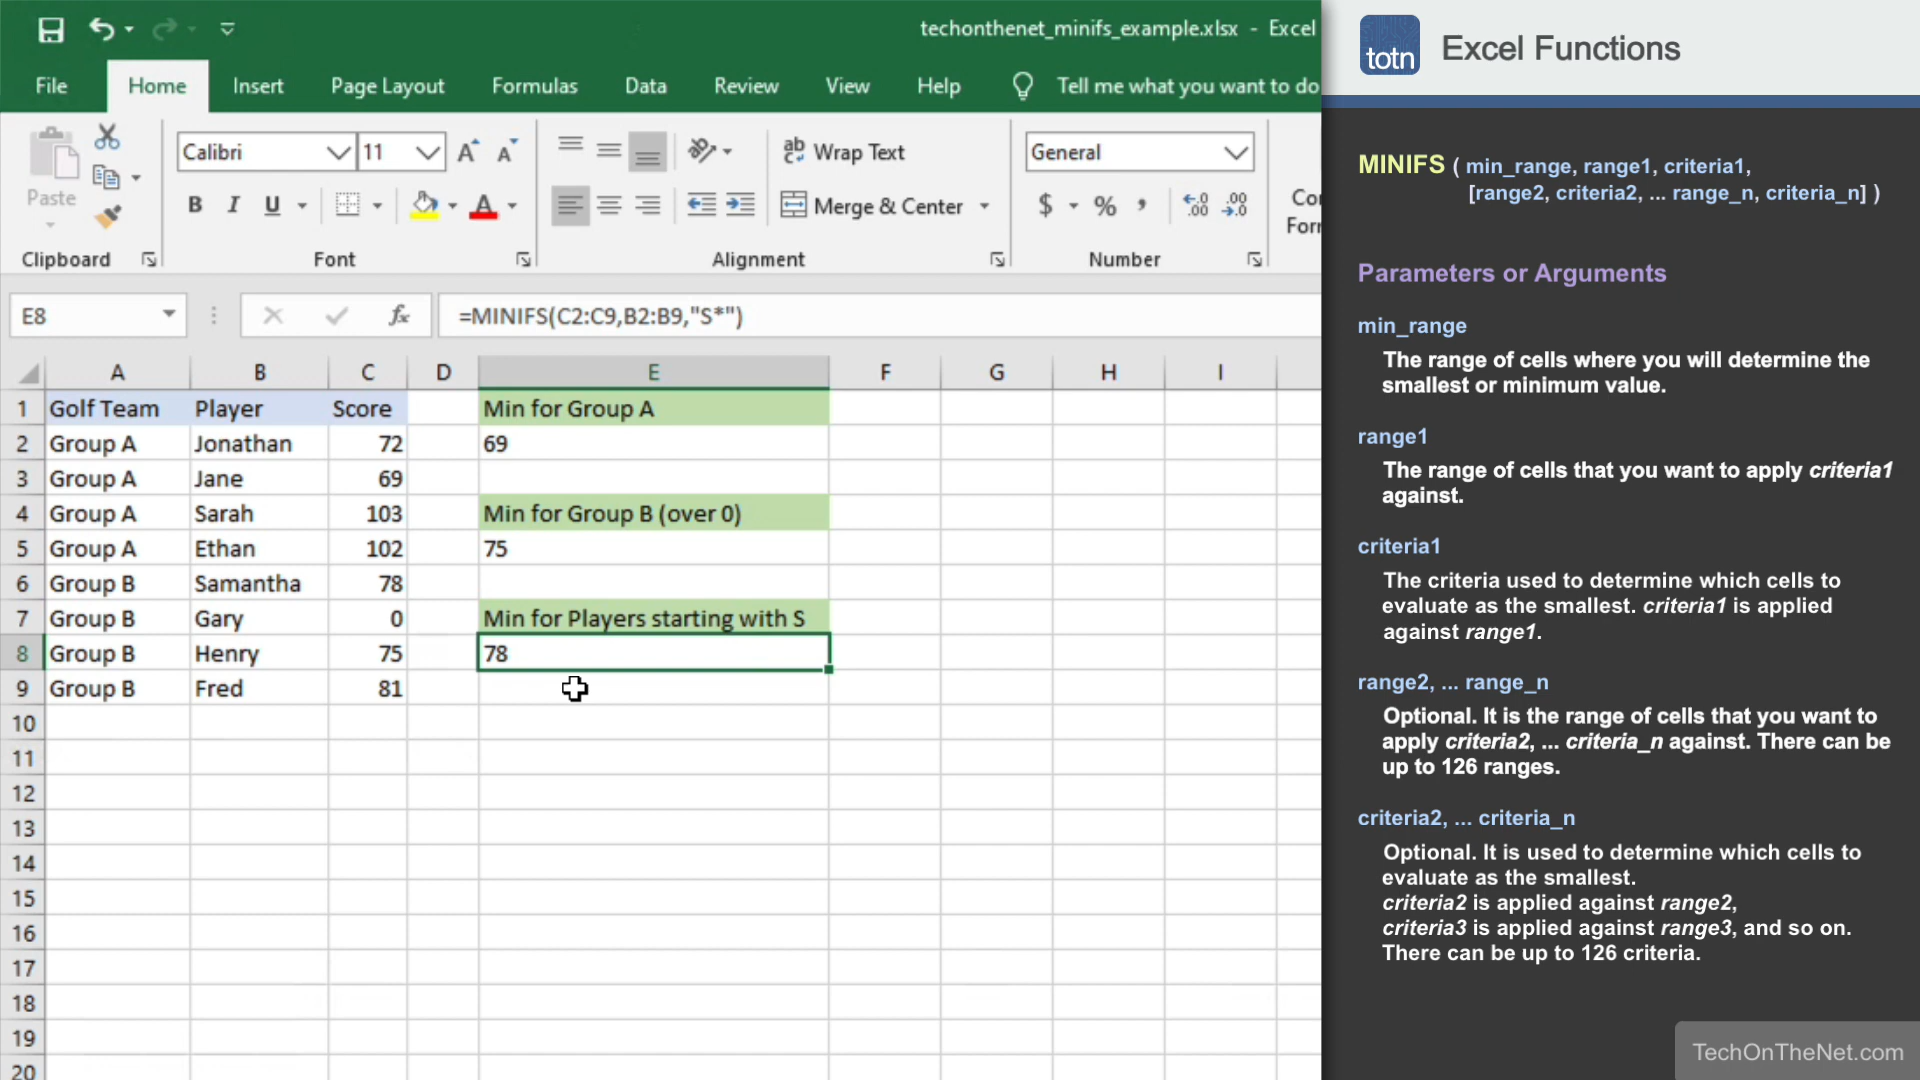 techonthenet_minifs_example.xlsx - Excel
File Home Insert Page Layout Formulas Data Review View Help Tell me what you want to do
Paste
Calibri 11
Wrap Text
General
B I U
Merge & Center
$ % ,
Clipboard Font Alignment Number
E8 fx =MINIFS(C2:C9,B2:B9,"S*")
A B C D E F G H I
1 Golf Team Player Score Min for Group A
2 Group A Jonathan 72 69
3 Group A Jane 69
4 Group A Sarah 103 Min for Group B (over 0)
5 Group A Ethan 102 75
6 Group B Samantha 78
7 Group B Gary 0 Min for Players starting with S
8 Group B Henry 75 78
9 Group B Fred 81
10
11
12
13
14
15
16
17
18
19
20
totn Excel Functions
MINIFS ( min_range, range1, criteria1,
[range2, criteria2, ... range_n, criteria_n] )
Parameters or Arguments
min_range
The range of cells where you will determine the
smallest or minimum value.
range1
The range of cells that you want to apply criteria1
against.
criteria1
The criteria used to determine which cells to
evaluate as the smallest. criteria1 is applied
against range1.
range2, ... range_n
Optional. It is the range of cells that you want to
apply criteria2, ... criteria_n against. There can be
up to 126 ranges.
criteria2, ... criteria_n
Optional. It is used to determine which cells to
evaluate as the smallest.
criteria2 is applied against range2,
criteria3 is applied against range3, and so on.
There can be up to 126 criteria.
TechOnTheNet.com